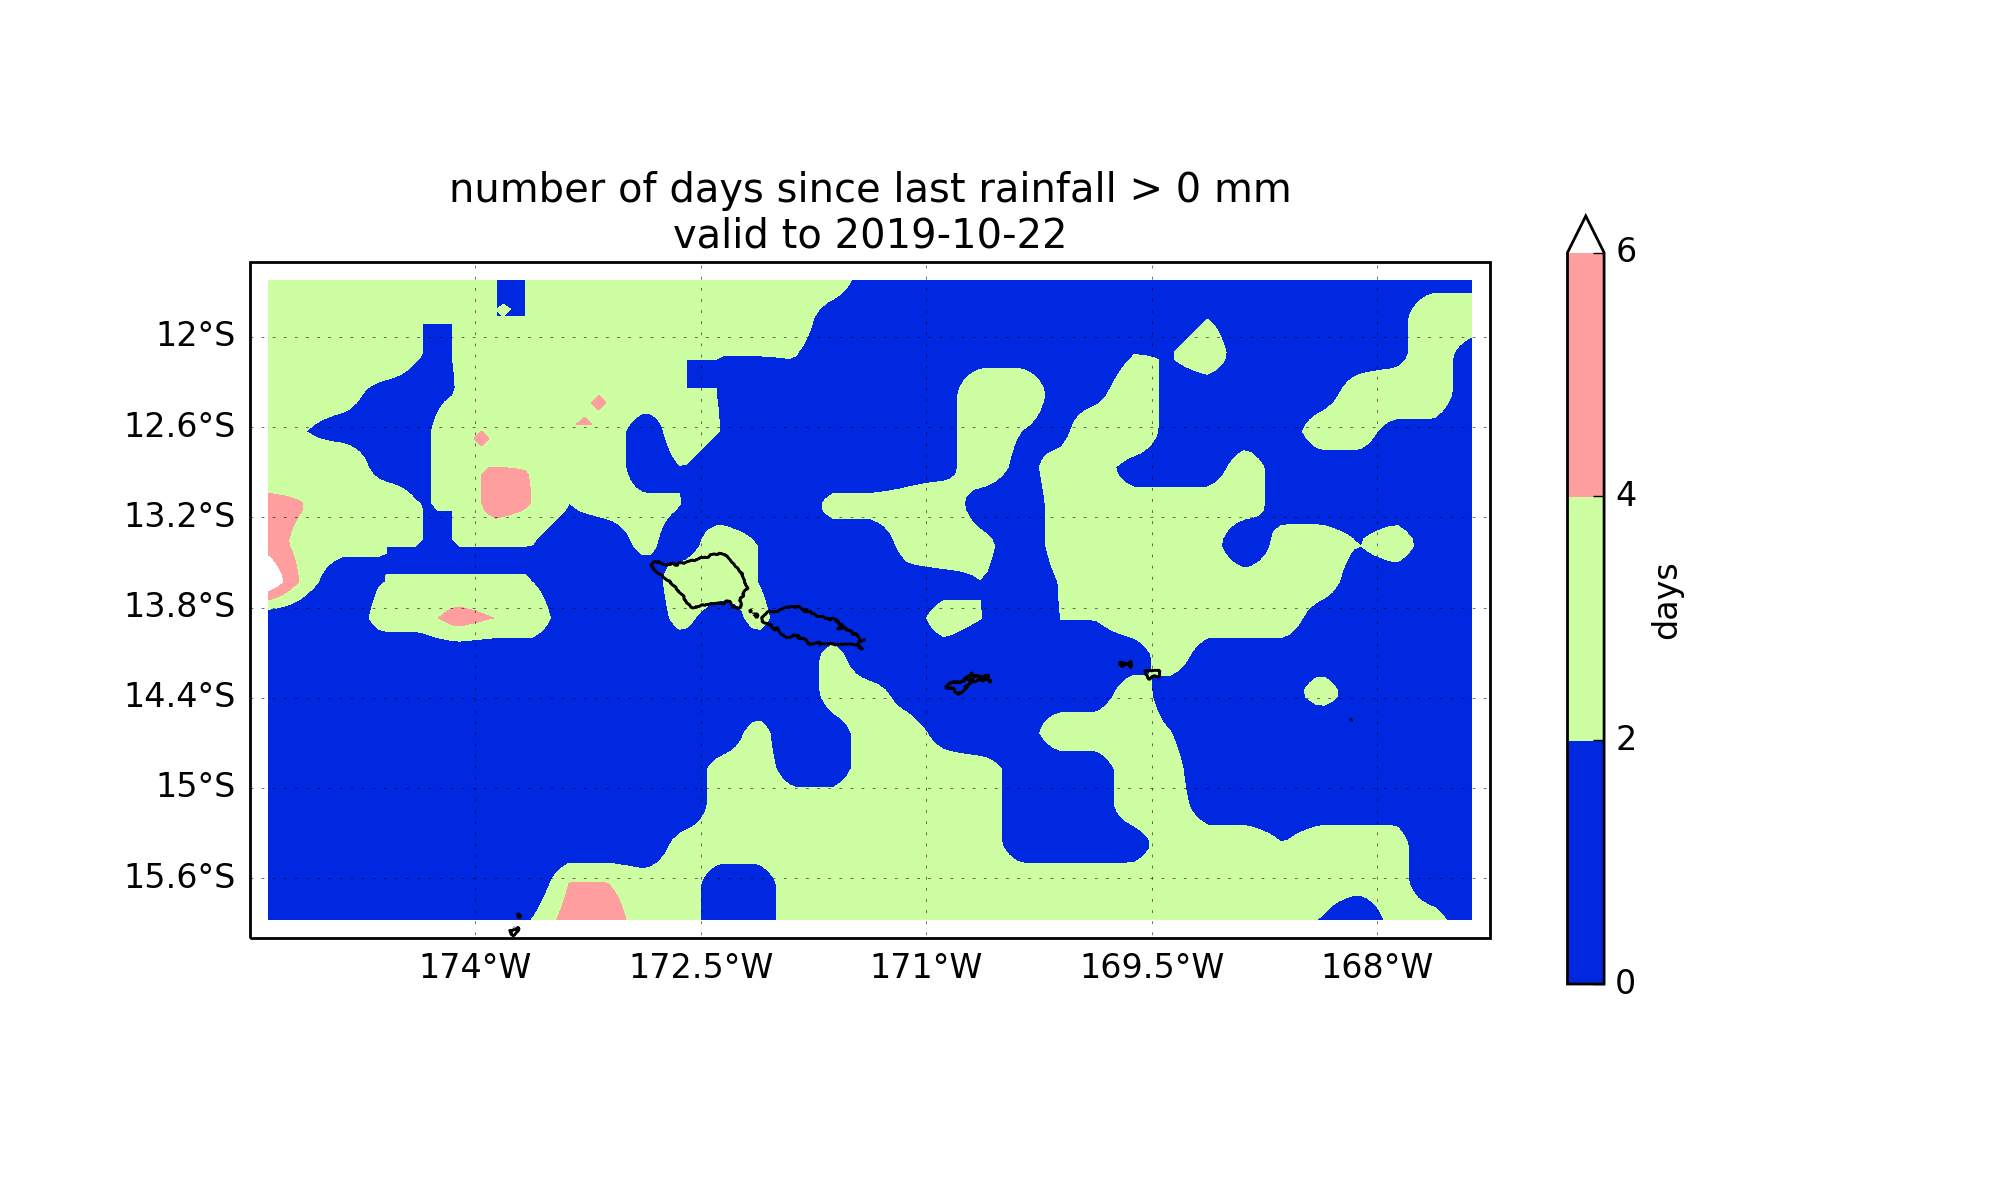 number of days since last rainfall > 0 mm
valid to 2019-10-22
12°S
12.6°S
13.2°S
13.8°S
14.4°S
15°S
15.6°S
174°W 172.5°W 171°W 169.5°W 168°W
6
4
2
0
days